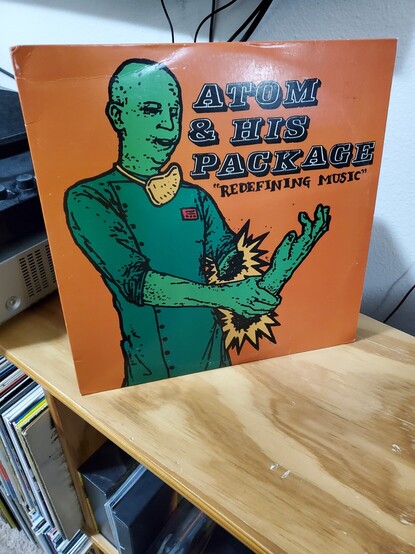 ATOM
& HIS
PACKAGE
"REDEFINING MUSIC"